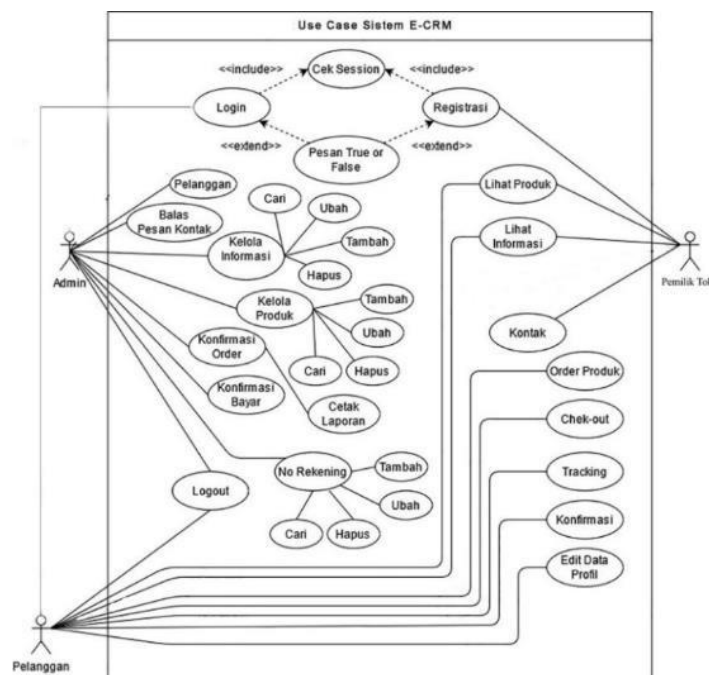 Use Case Sistem E-CRM
<<include>>
Cek Session
<<include>>
Login
Registrasi
<<extend>>
Pesan True or
False
<<extend>>
Pelanggan
Cari
Ubah
Lihat Produk
Balas
Pesan Kontak
Kelola
Informasi
Tambah
Hapus
Lihat
Informasi
Admin
Pemilik Tol
Kelola
Produk
Tambah
Ubah
Cari
Hapus
Kontak
Konfirmasi
Order
Konfirmasi
Bayar
Cetak
Laporan
Order Produk
Chek-out
No Rekening
Tambah
Ubah
Cari
Hapus
Logout
Tracking
Konfirmasi
Edit Data
Profil
Pelanggan